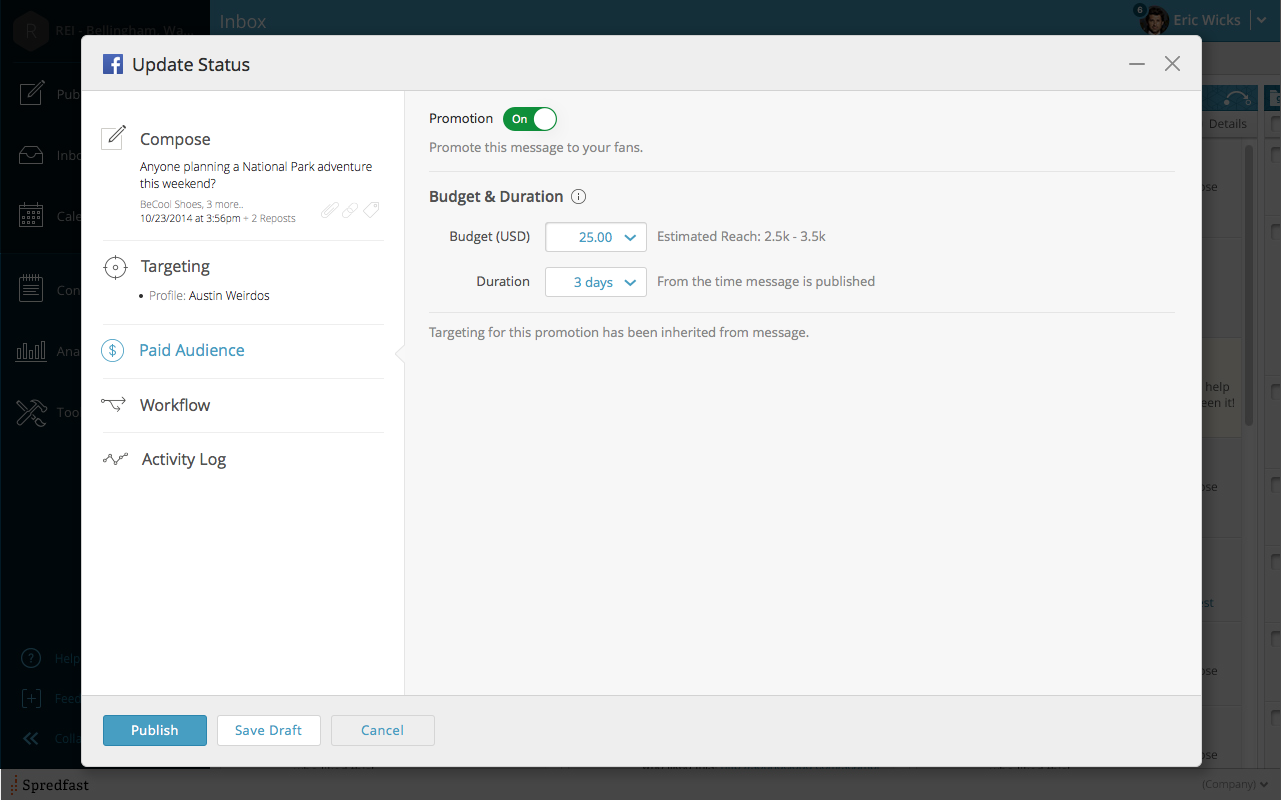 R
REI - Bellingham, Wa
Inbox
6
Eric Wicks
Update Status
Details
Compose
Anyone planning a National Park adventure
this weekend?
BeCool Shoes, 3 more..
10/23/2014 at 3:56pm + 2 Reposts
Targeting
• Profile: Austin Weirdos
$ Paid Audience
Workflow
Activity Log
Promotion On
Promote this message to your fans.
Budget & Duration i
Budget (USD) 25.00 Estimated Reach: 2.5k - 3.5k
Duration 3 days From the time message is published
Targeting for this promotion has been inherited from message.
help
een it!
Pub
Inbo
Cale
Con
Ana
Too
? Help
Feed
Colla
ose
ose
est
ose
ose
Publish Save Draft Cancel
Spredfast
(Company)